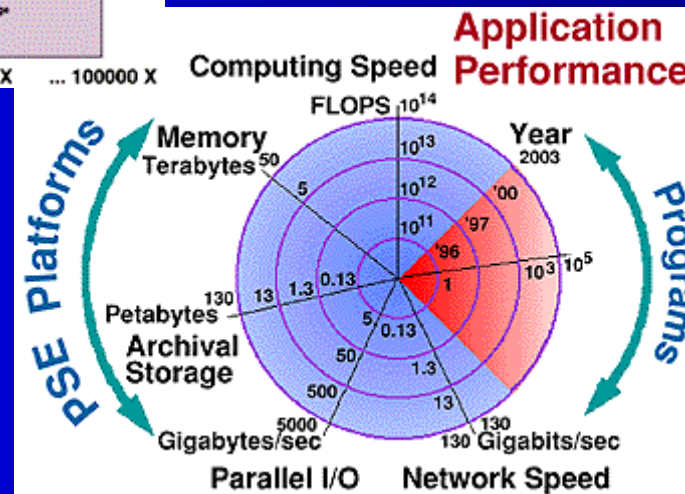 X ... 100000 X
Application
Performance
Computing Speed
FLOPS
10^14
10^13
10^12
10^11
Memory
Terabytes
50
5
Year
2003
'00
'97
'96
1
10^3
10^5
PSE Platforms
Programs
130
13
1.3
0.13
Petabytes
Archival
Storage
5
50
500
5000
Gigabytes/sec
Parallel I/O
0.13
1.3
13
130
130
Gigabits/sec
Network Speed